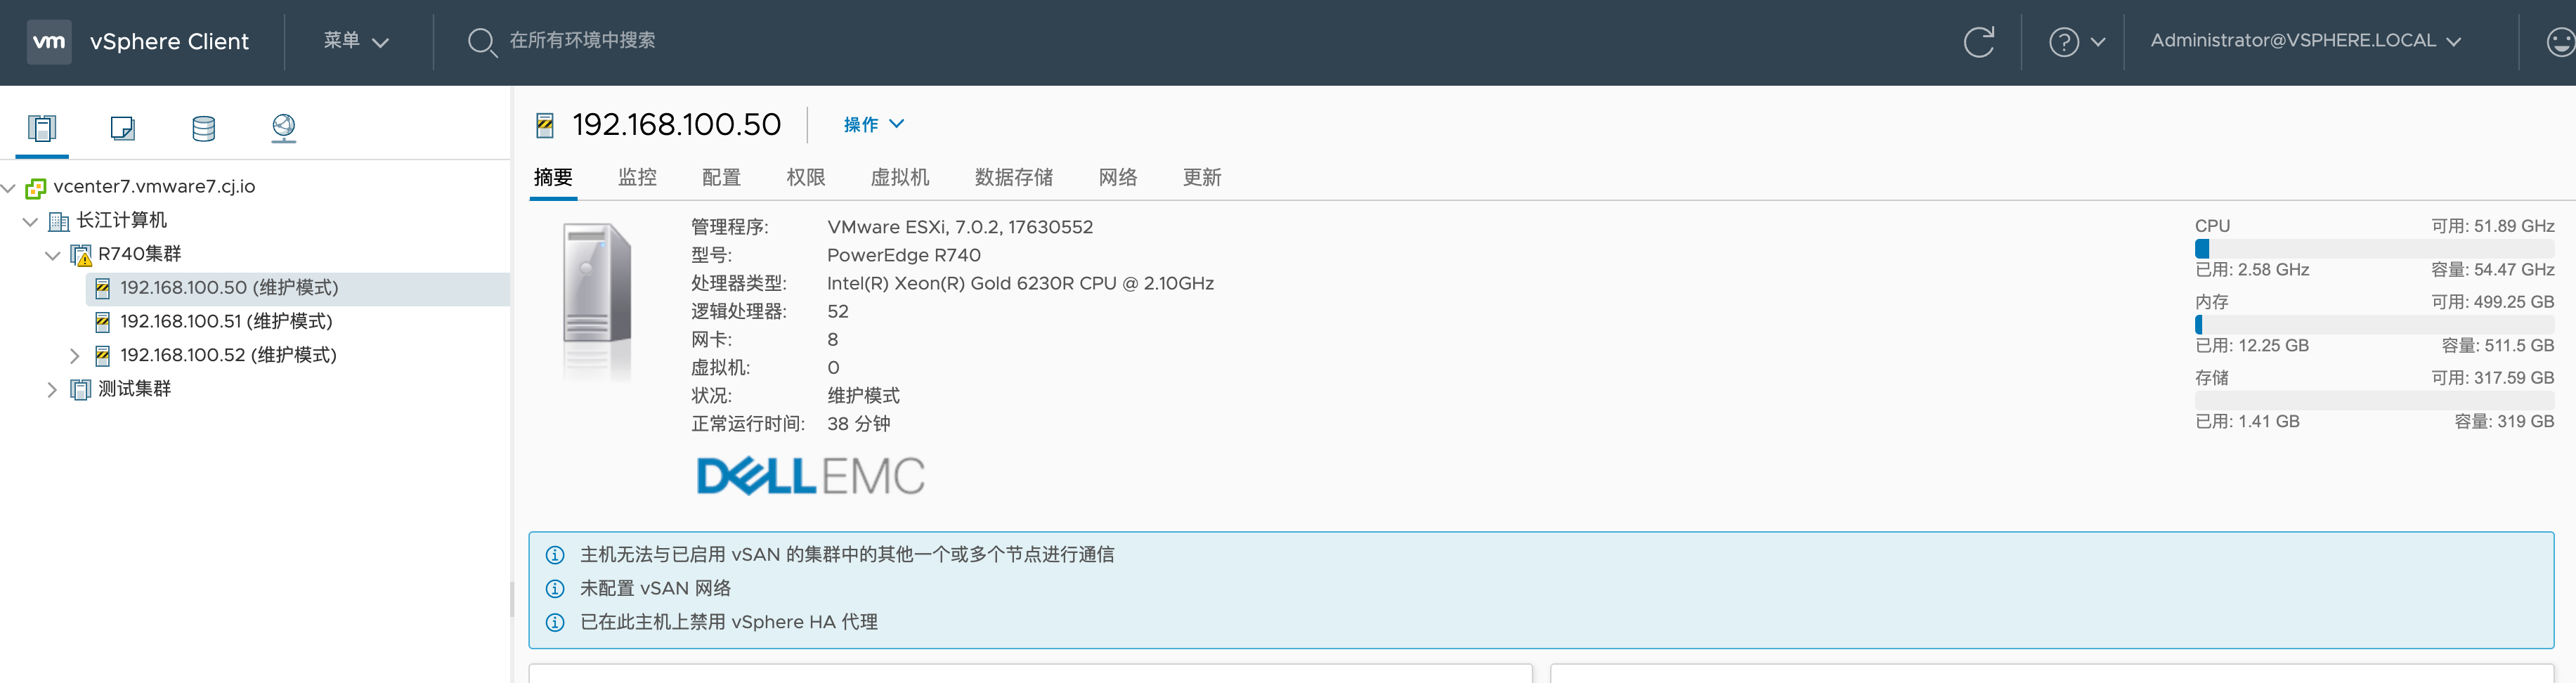 vm vSphere Client 菜单 在所有环境中搜索 Administrator@VSPHERE.LOCAL
vcenter7.vmware7.cj.io
长江计算机
R740集群
192.168.100.50 (维护模式)
192.168.100.51 (维护模式)
192.168.100.52 (维护模式)
测试集群
192.168.100.50 操作
摘要 监控 配置 权限 虚拟机 数据存储 网络 更新
管理程序: VMware ESXi, 7.0.2, 17630552
型号: PowerEdge R740
处理器类型: Intel(R) Xeon(R) Gold 6230R CPU @ 2.10GHz
逻辑处理器: 52
网卡: 8
虚拟机: 0
状况: 维护模式
正常运行时间: 38 分钟
DELL EMC
CPU 可用: 51.89 GHz
已用: 2.58 GHz 容量: 54.47 GHz
内存 可用: 499.25 GB
已用: 12.25 GB 容量: 511.5 GB
存储 可用: 317.59 GB
已用: 1.41 GB 容量: 319 GB
主机无法与已启用 vSAN 的集群中的其他一个或多个节点进行通信
未配置 vSAN 网络
已在此主机上禁用 vSphere HA 代理